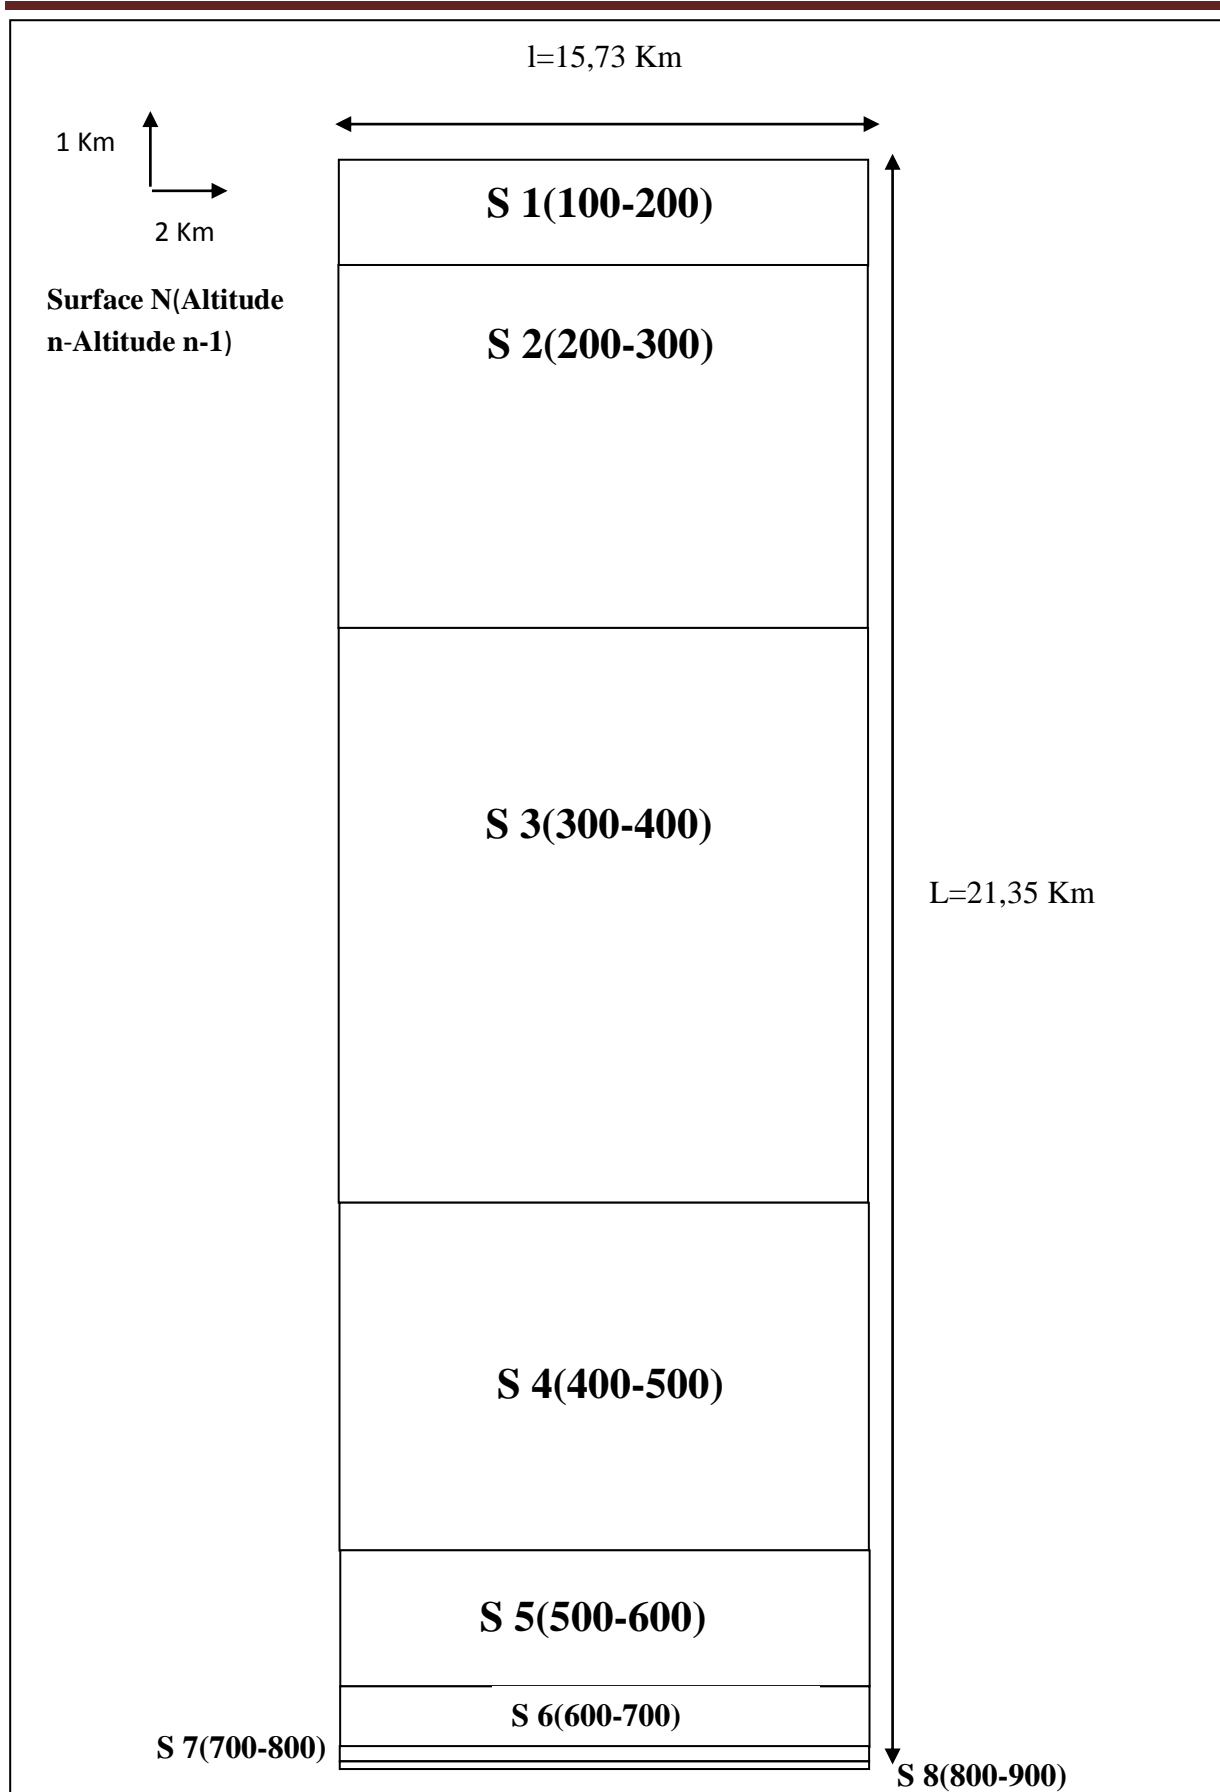 l=15,73 Km
1 Km
2 Km
Surface N(Altitude
n-Altitude n-1)
S 1(100-200)
S 2(200-300)
S 3(300-400)
L=21,35 Km
S 4(400-500)
S 5(500-600)
S 6(600-700)
S 7(700-800)
S 8(800-900)